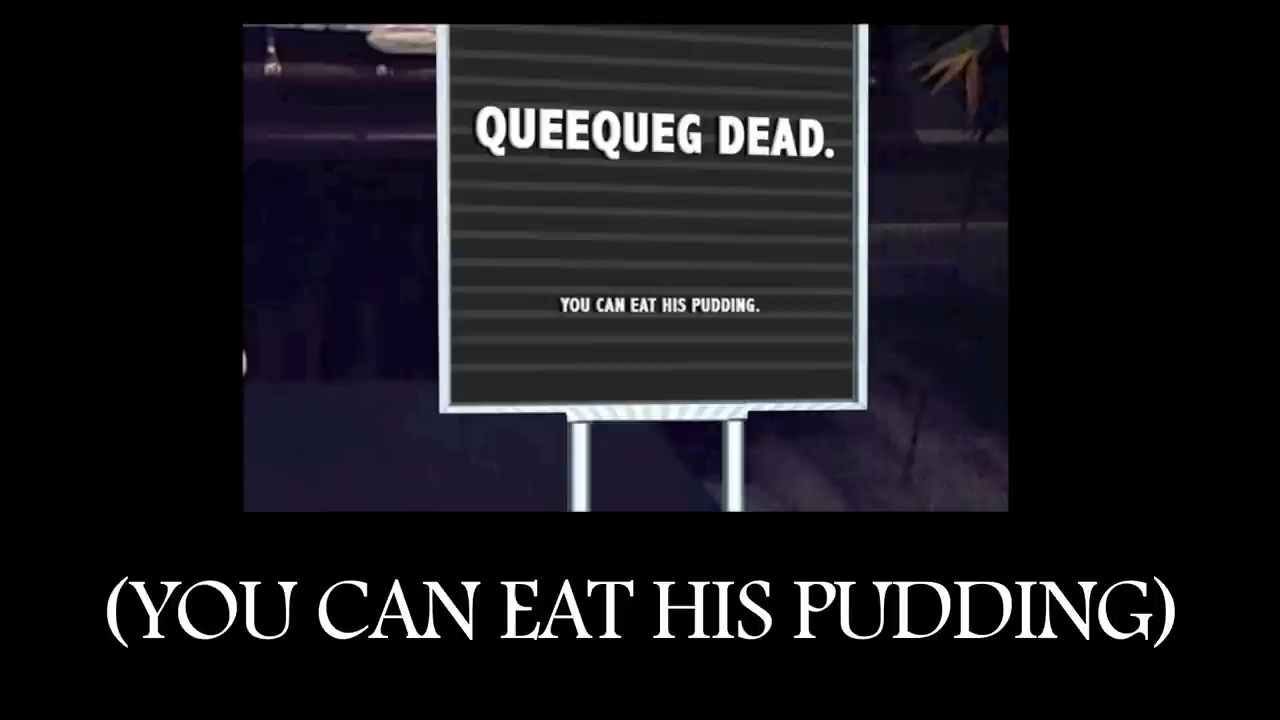 QUEEQUEG DEAD.
YOU CAN EAT HIS PUDDING.
(YOU CAN EAT HIS PUDDING)